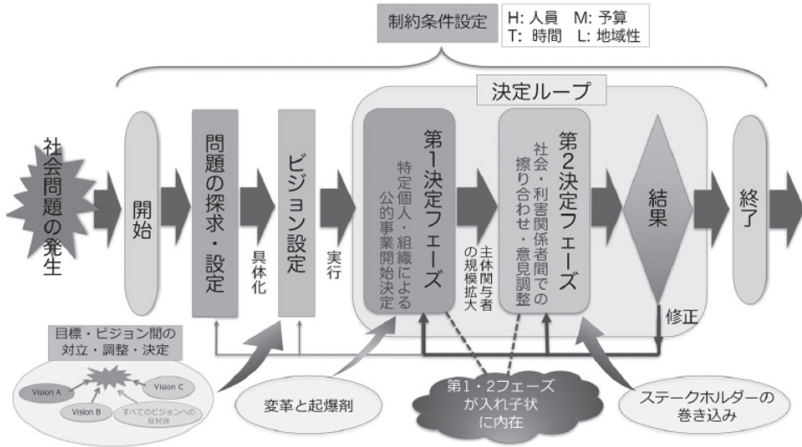 制約条件設定
H: 人員 M: 予算
T: 時間 L: 地域性
決定ループ
社会問題の発生
開始
問題の探求・設定
具体化
ビジョン設定
実行
第1決定フェーズ
特定個人・組織による
公的事業開始決定
主体関与者
の規模拡大
第2決定フェーズ
社会・利害関係者間での
擦り合わせ・意見調整
結果
修正
終了
目標・ビジョン間の
対立・調整・決定
Vision A
Vision B
Vision C
すべてのビジョンへの
変革と起爆剤
第1・2フェーズ
が入れ子状
に内在
ステークホルダーの
巻き込み